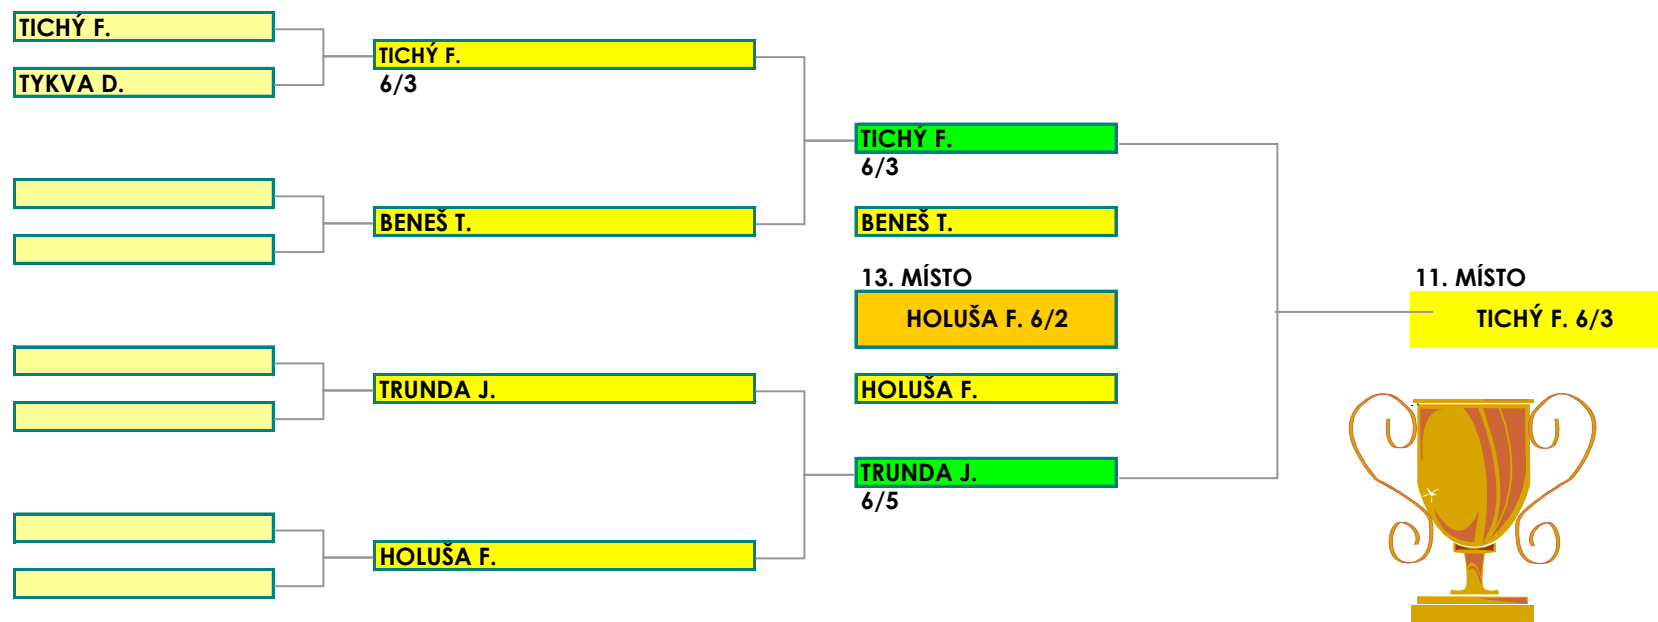 TICHÝ F.
TYKVA D.
TICHÝ F.
6/3
BENEŠ T.
TRUNDA J.
HOLUŠA F.
TICHÝ F.
6/3
BENEŠ T.
13. MÍSTO
HOLUŠA F. 6/2
HOLUŠA F.
TRUNDA J.
6/5
11. MÍSTO
TICHÝ F. 6/3